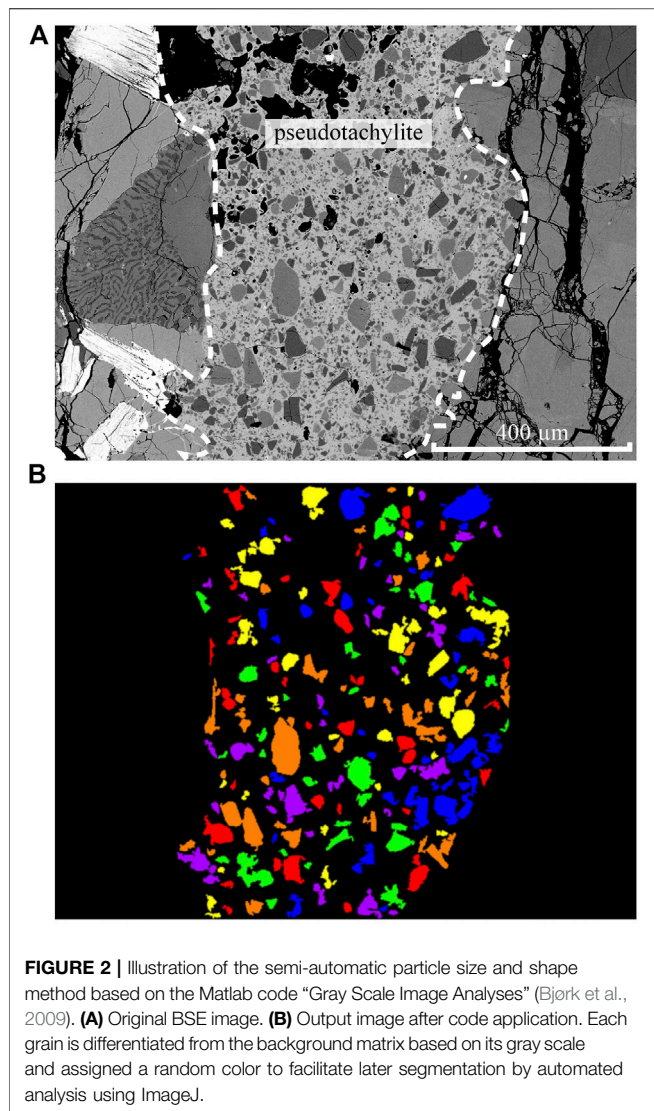 A
pseudotachylite
400 µm
B
FIGURE 2 | Illustration of the semi-automatic particle size and shape
method based on the Matlab code “Gray Scale Image Analyses” (Bjørk et al.,
2009). (A) Original BSE image. (B) Output image after code application. Each
grain is differentiated from the background matrix based on its gray scale
and assigned a random color to facilitate later segmentation by automated
analysis using ImageJ.